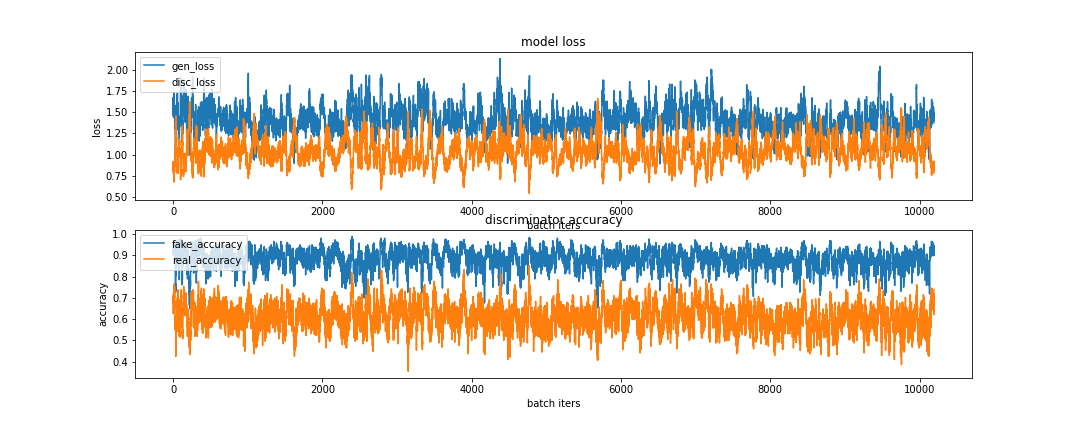 model loss
gen_loss
disc_loss
2.00
1.75
1.50
1.25
1.00
0.75
0.50
loss
0 2000 4000 6000 8000 10000
batch iters
discriminator accuracy
fake_accuracy
real_accuracy
1.0
0.9
0.8
0.7
0.6
0.5
0.4
accuracy
0 2000 4000 6000 8000 10000
batch iters